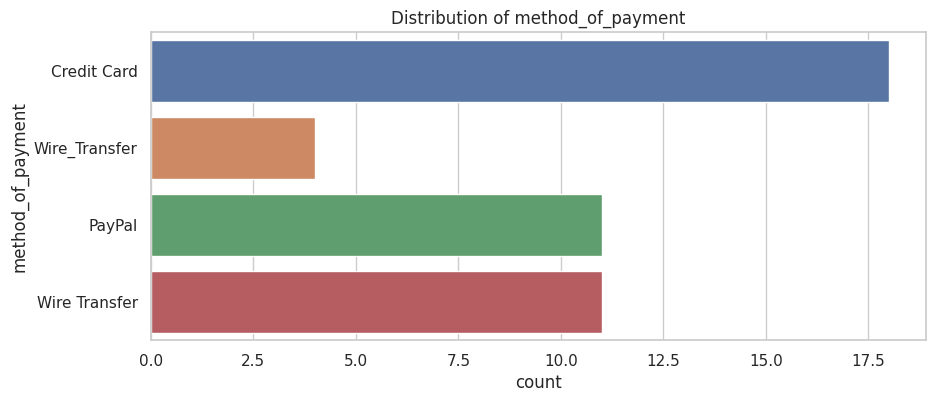 Distribution of method_of_payment
method_of_payment
Credit Card
Wire_Transfer
PayPal
Wire Transfer
0.0 2.5 5.0 7.5 10.0 12.5 15.0 17.5
count